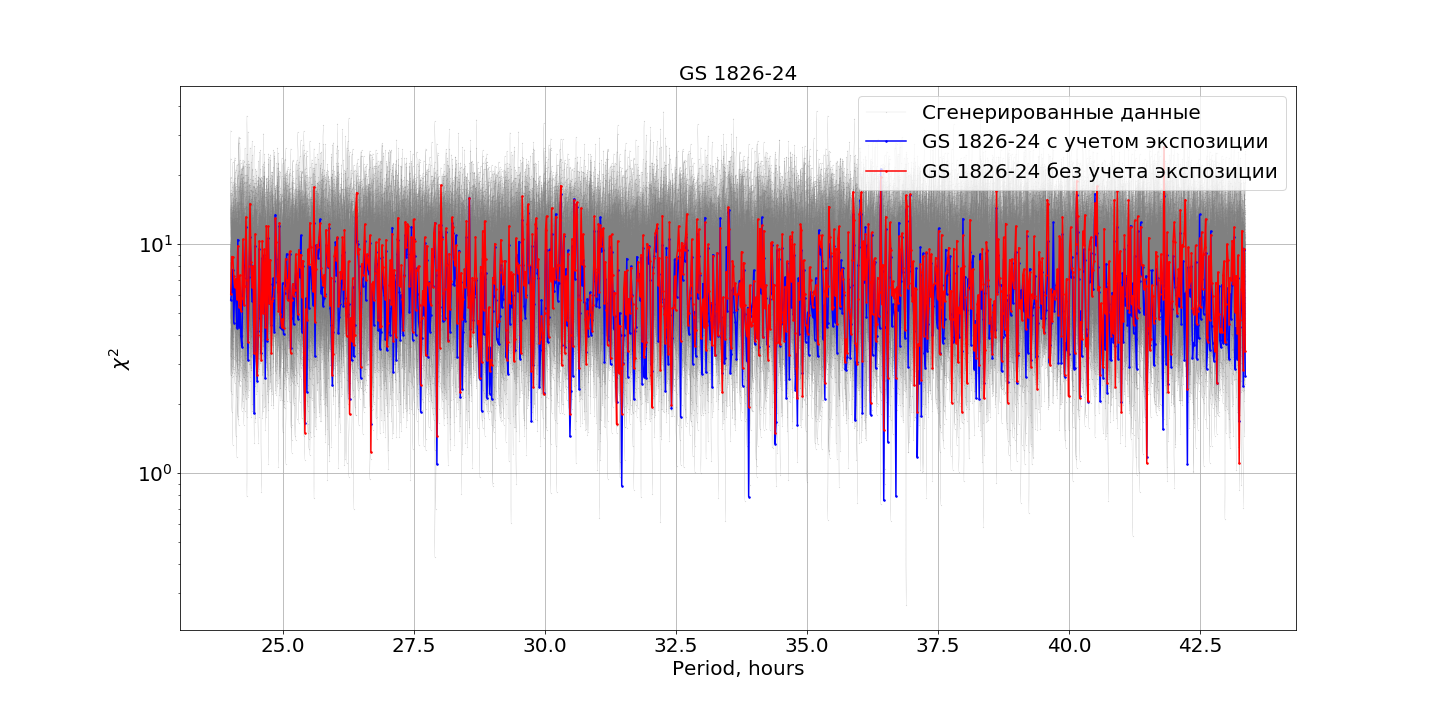 GS 1826-24
Сгенерированные данные
GS 1826-24 с учетом экспозиции
GS 1826-24 без учета экспозиции
10¹
10⁰
χ²
25.0 27.5 30.0 32.5 35.0 37.5 40.0 42.5
Period, hours